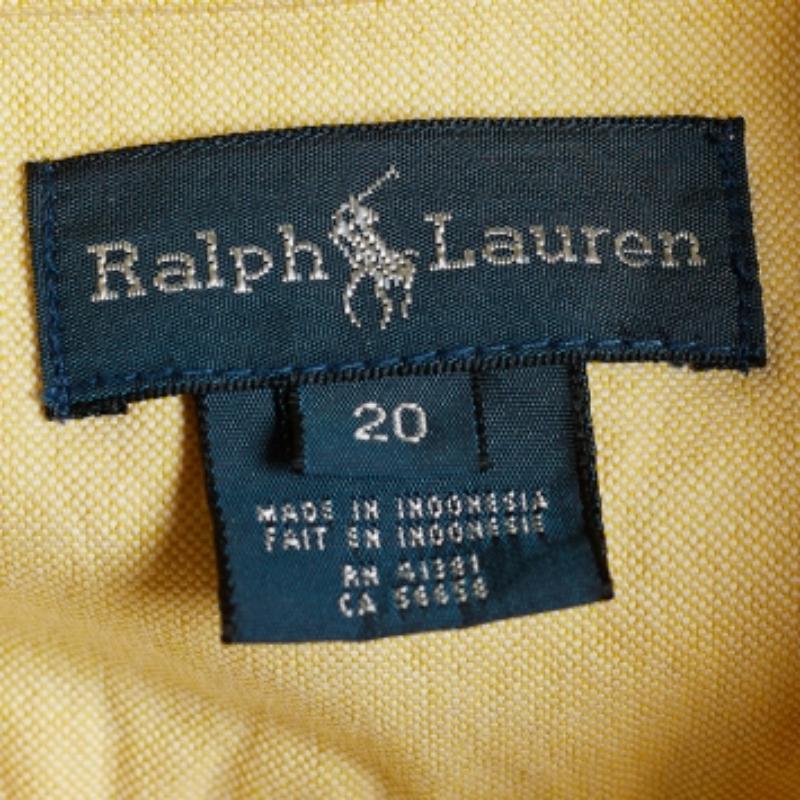 Ralph Lauren
20
MADE IN INDONESIA
FAIT EN INDONESIE
RN 41381
CA 56658